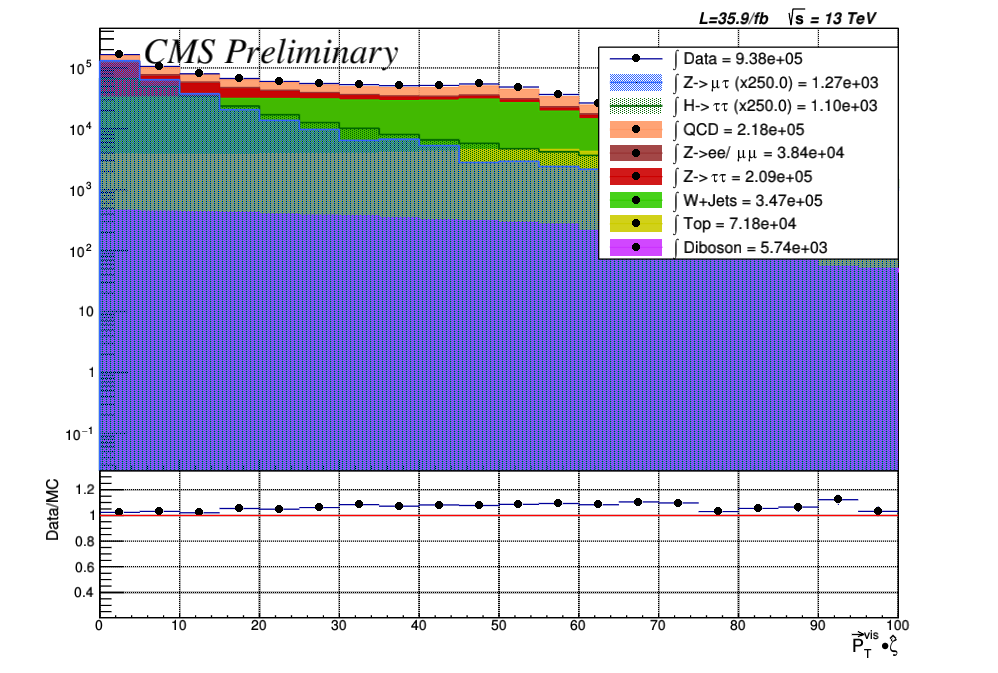 L=35.9/fb √s = 13 TeV
CMS Preliminary
∫ Data = 9.38e+05
∫ Z->μτ (x250.0) = 1.27e+03
∫ H->ττ (x250.0) = 1.10e+03
∫ QCD = 2.18e+05
∫ Z->ee/ μμ = 3.84e+04
∫ Z->ττ = 2.09e+05
∫ W+Jets = 3.47e+05
∫ Top = 7.18e+04
∫ Diboson = 5.74e+03
10⁵
10⁴
10³
10²
10
1
10⁻¹
Data/MC
1.2
1
0.8
0.6
0.4
0 10 20 30 40 50 60 70 80 90 100
P⃗_T^vis •ζ̂